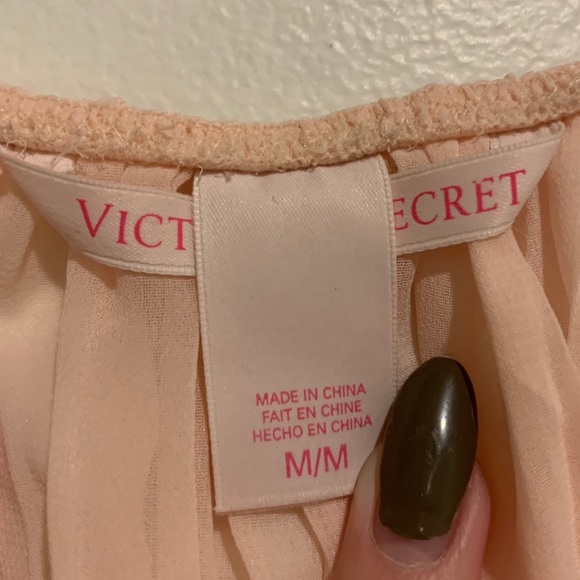 VICT ECRET
MADE IN CHINA
FAIT EN CHINE
HECHO EN CHINA
M/M